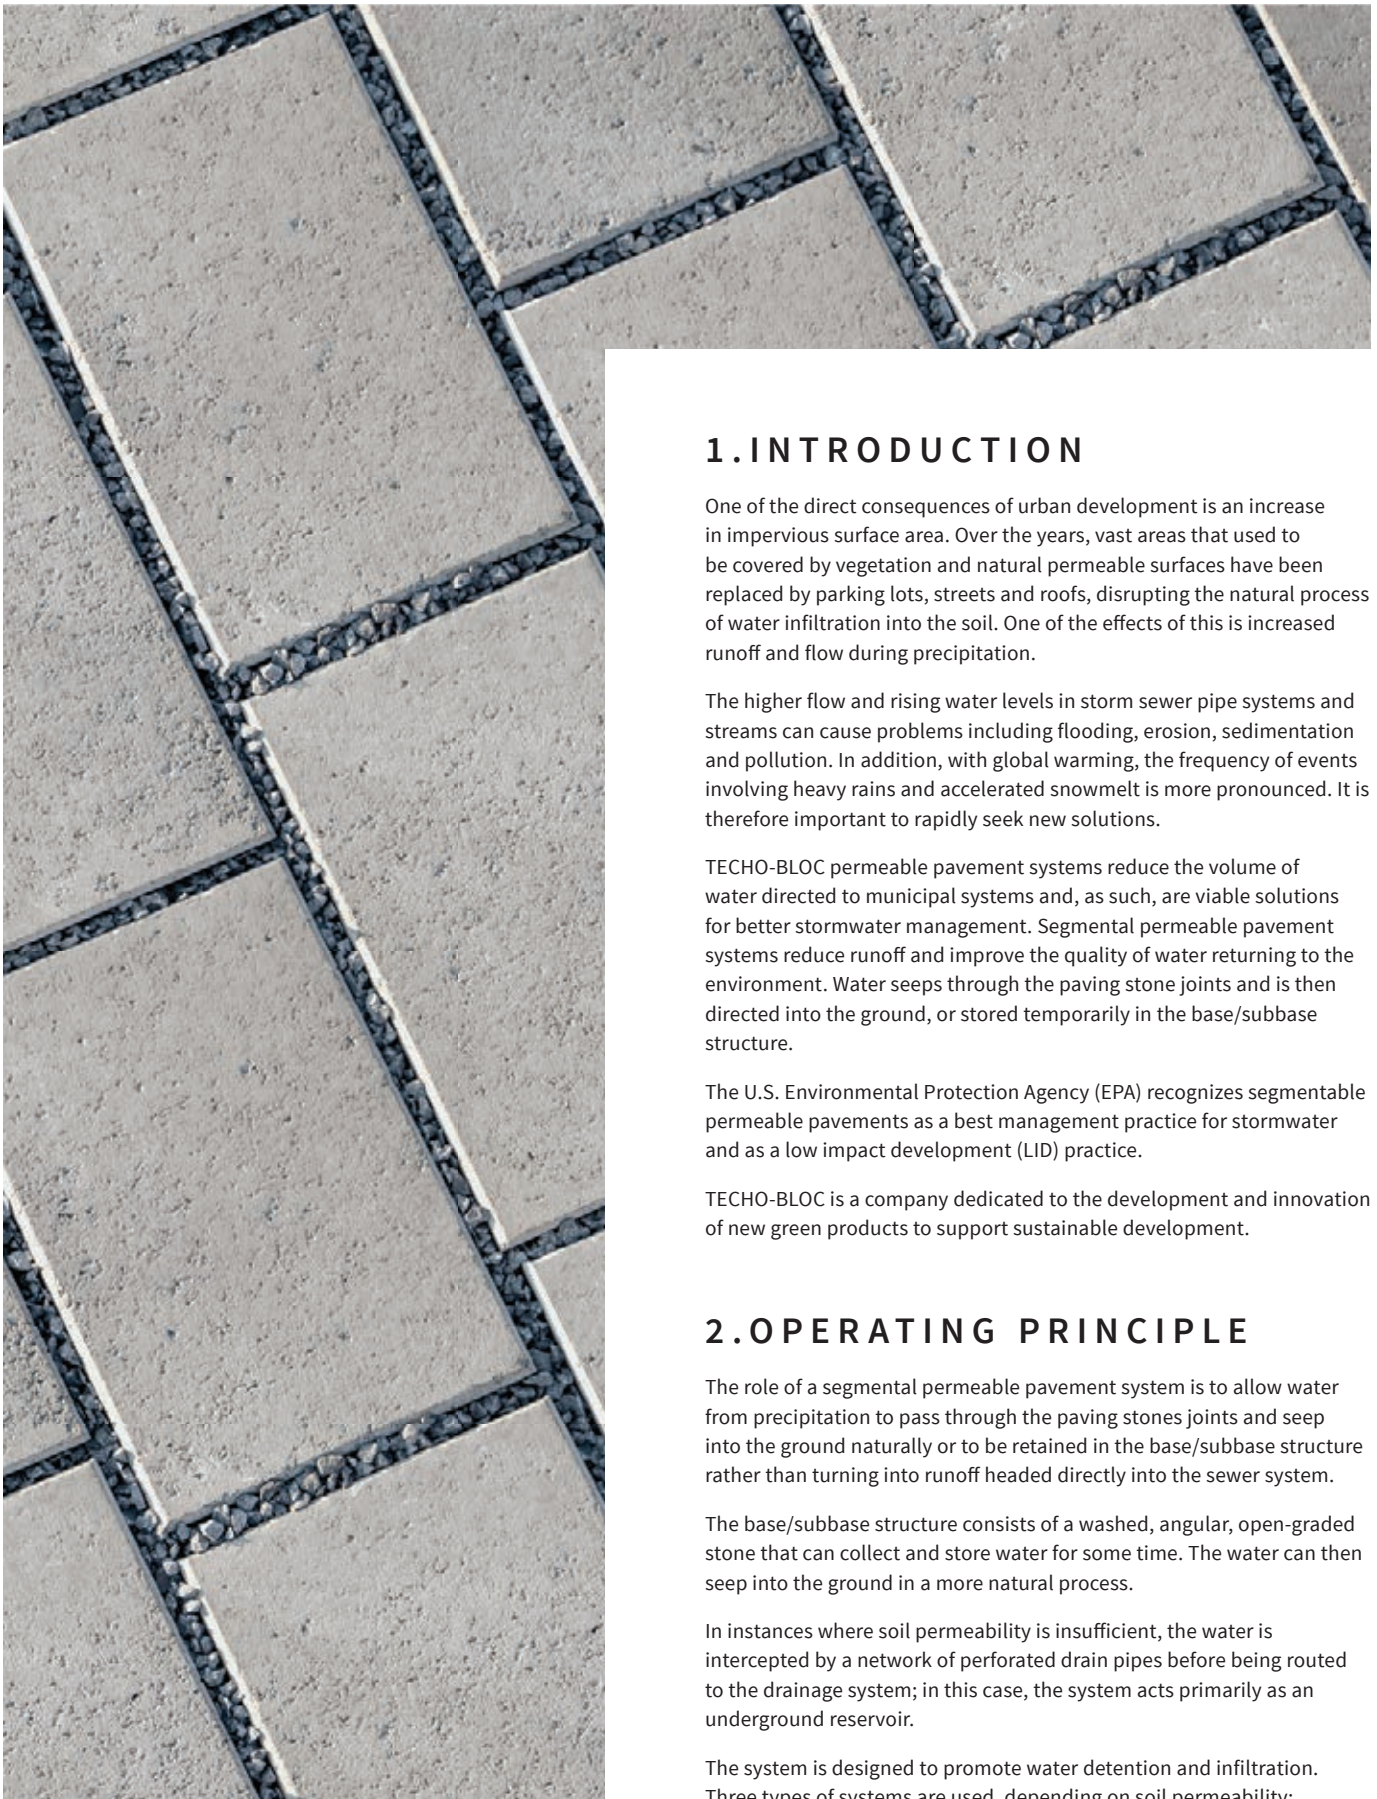 1.INTRODUCTION
One of the direct consequences of urban development is an increase
in impervious surface area. Over the years, vast areas that used to
be covered by vegetation and natural permeable surfaces have been
replaced by parking lots, streets and roofs, disrupting the natural process
of water infiltration into the soil. One of the effects of this is increased
runoff and flow during precipitation.
The higher flow and rising water levels in storm sewer pipe systems and
streams can cause problems including flooding, erosion, sedimentation
and pollution. In addition, with global warming, the frequency of events
involving heavy rains and accelerated snowmelt is more pronounced. It is
therefore important to rapidly seek new solutions.
TECHO-BLOC permeable pavement systems reduce the volume of
water directed to municipal systems and, as such, are viable solutions
for better stormwater management. Segmental permeable pavement
systems reduce runoff and improve the quality of water returning to the
environment. Water seeps through the paving stone joints and is then
directed into the ground, or stored temporarily in the base/subbase
structure.
The U.S. Environmental Protection Agency (EPA) recognizes segmentable
permeable pavements as a best management practice for stormwater
and as a low impact development (LID) practice.
TECHO-BLOC is a company dedicated to the development and innovation
of new green products to support sustainable development.
2.OPERATING PRINCIPLE
The role of a segmental permeable pavement system is to allow water
from precipitation to pass through the paving stones joints and seep
into the ground naturally or to be retained in the base/subbase structure
rather than turning into runoff headed directly into the sewer system.
The base/subbase structure consists of a washed, angular, open-graded
stone that can collect and store water for some time. The water can then
seep into the ground in a more natural process.
In instances where soil permeability is insufficient, the water is
intercepted by a network of perforated drain pipes before being routed
to the drainage system; in this case, the system acts primarily as an
underground reservoir.
The system is designed to promote water detention and infiltration.
Three types of systems are used, depending on soil permeability: